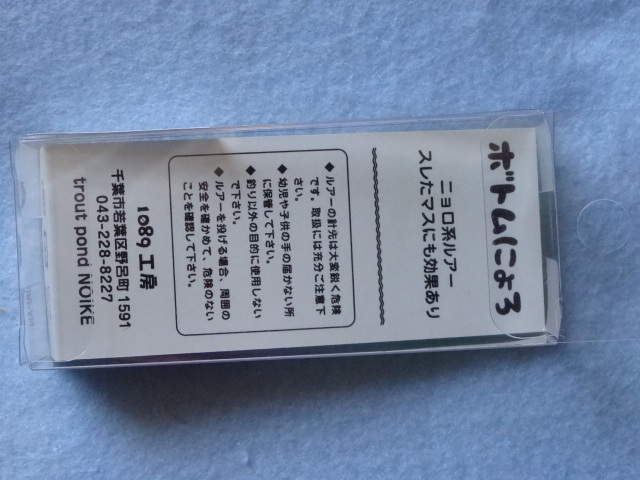 ボトムにょろ
ニョロ系ルアー
スレたマスにも効果あり
◆ルアーの針先は大変鋭く危険
です。取扱には充分ご注意下
さい。
◆幼児や子供の手の届かない所
に保管して下さい。
◆釣り以外の目的に使用しない
で下さい。
◆ルアーを投げる場合、周囲の
安全を確かめて、危険のない
ことを確認して下さい。
1089工房
千葉市若葉区野呂町1591
043-228-8227
trout pond NOIKE